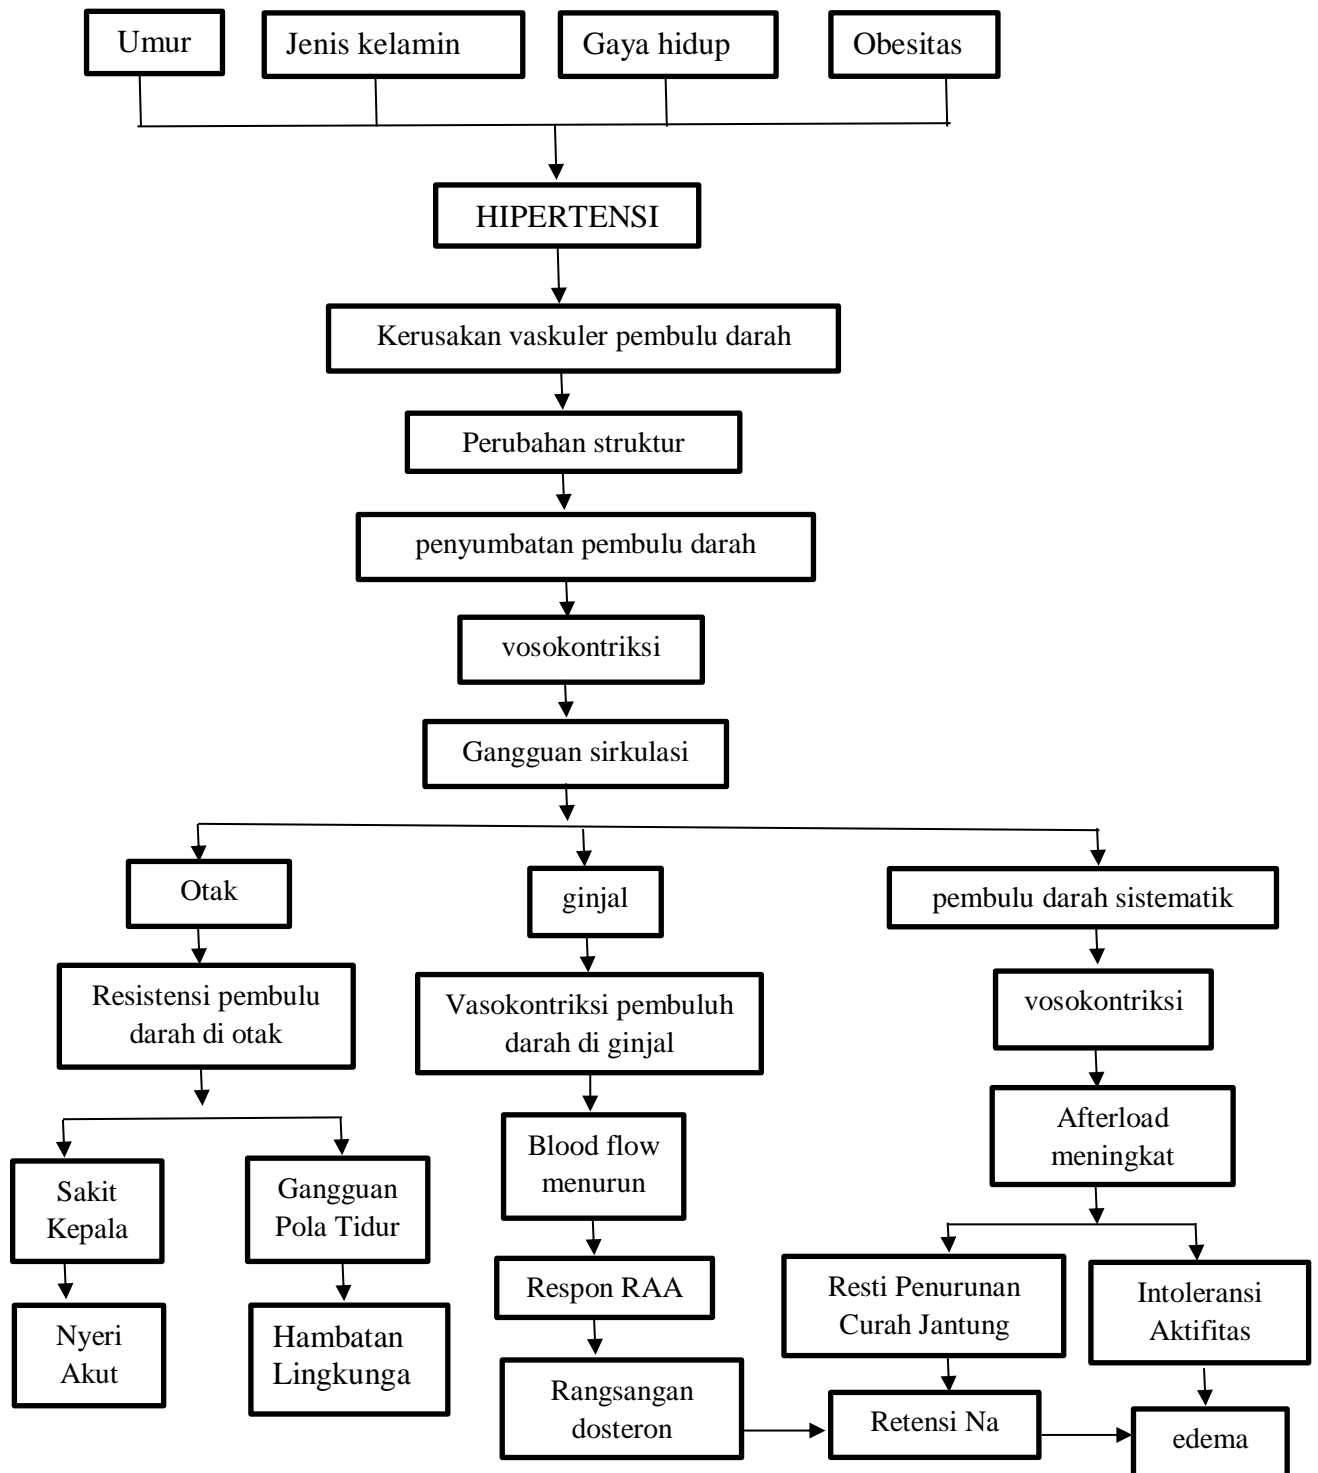 Umur
Jenis kelamin
Gaya hidup
Obesitas
HIPERTENSI
Kerusakan vaskuler pembulu darah
Perubahan struktur
penyumbatan pembulu darah
vosokontriksi
Gangguan sirkulasi
Otak
ginjal
pembulu darah sistematik
Resistensi pembulu
darah di otak
Vasokontriksi pembuluh
darah di ginjal
vosokontriksi
Afterload
meningkat
Sakit
Kepala
Gangguan
Pola Tidur
Blood flow
menurun
Respon RAA
Resti Penurunan
Curah Jantung
Intoleransi
Aktifitas
Nyeri
Akut
Hambatan
Lingkunga
Rangsangan
dosteron
Retensi Na
edema